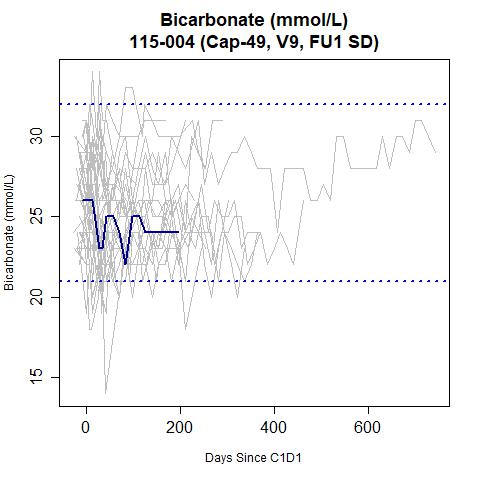 Bicarbonate (mmol/L)
115-004 (Cap-49, V9, FU1 SD)
Bicarbonate (mmol/L)
30
25
20
15
0
200
400
600
Days Since C1D1